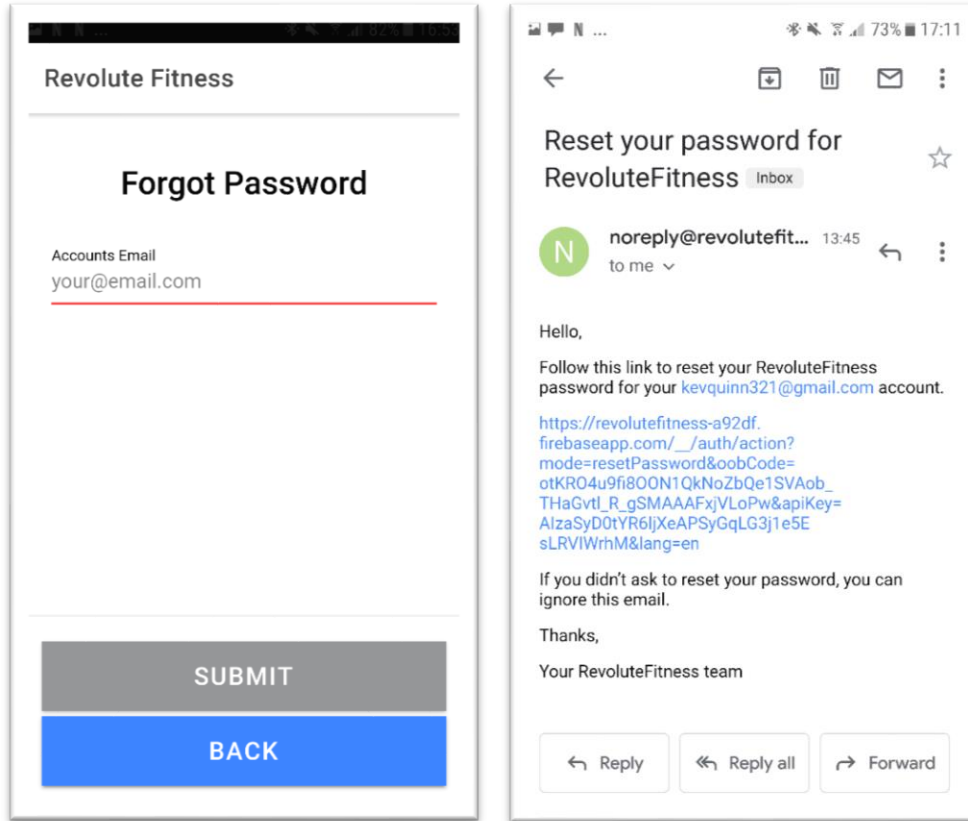 N N ... 82% 16:53
Revolute Fitness
Forgot Password
Accounts Email
your@email.com
SUBMIT
BACK
N ... 73% 17:11
Reset your password for
RevoluteFitness Inbox
N noreply@revolutefit... 13:45
to me
Hello,
Follow this link to reset your RevoluteFitness
password for your kevquinn321@gmail.com account.
https://revolutefitness-a92df.
firebaseapp.com/__/auth/action?
mode=resetPassword&oobCode=
otKRO4u9fi8OON1QkNoZbQe1SVAob_
THaGvtl_R_gSMAAAFxjVLoPw&apiKey=
AIzaSyD0tYR6ljXeAPSyGqLG3j1e5E
sLRVIWrhM&lang=en
If you didn't ask to reset your password, you can
ignore this email.
Thanks,
Your RevoluteFitness team
Reply
Reply all
Forward